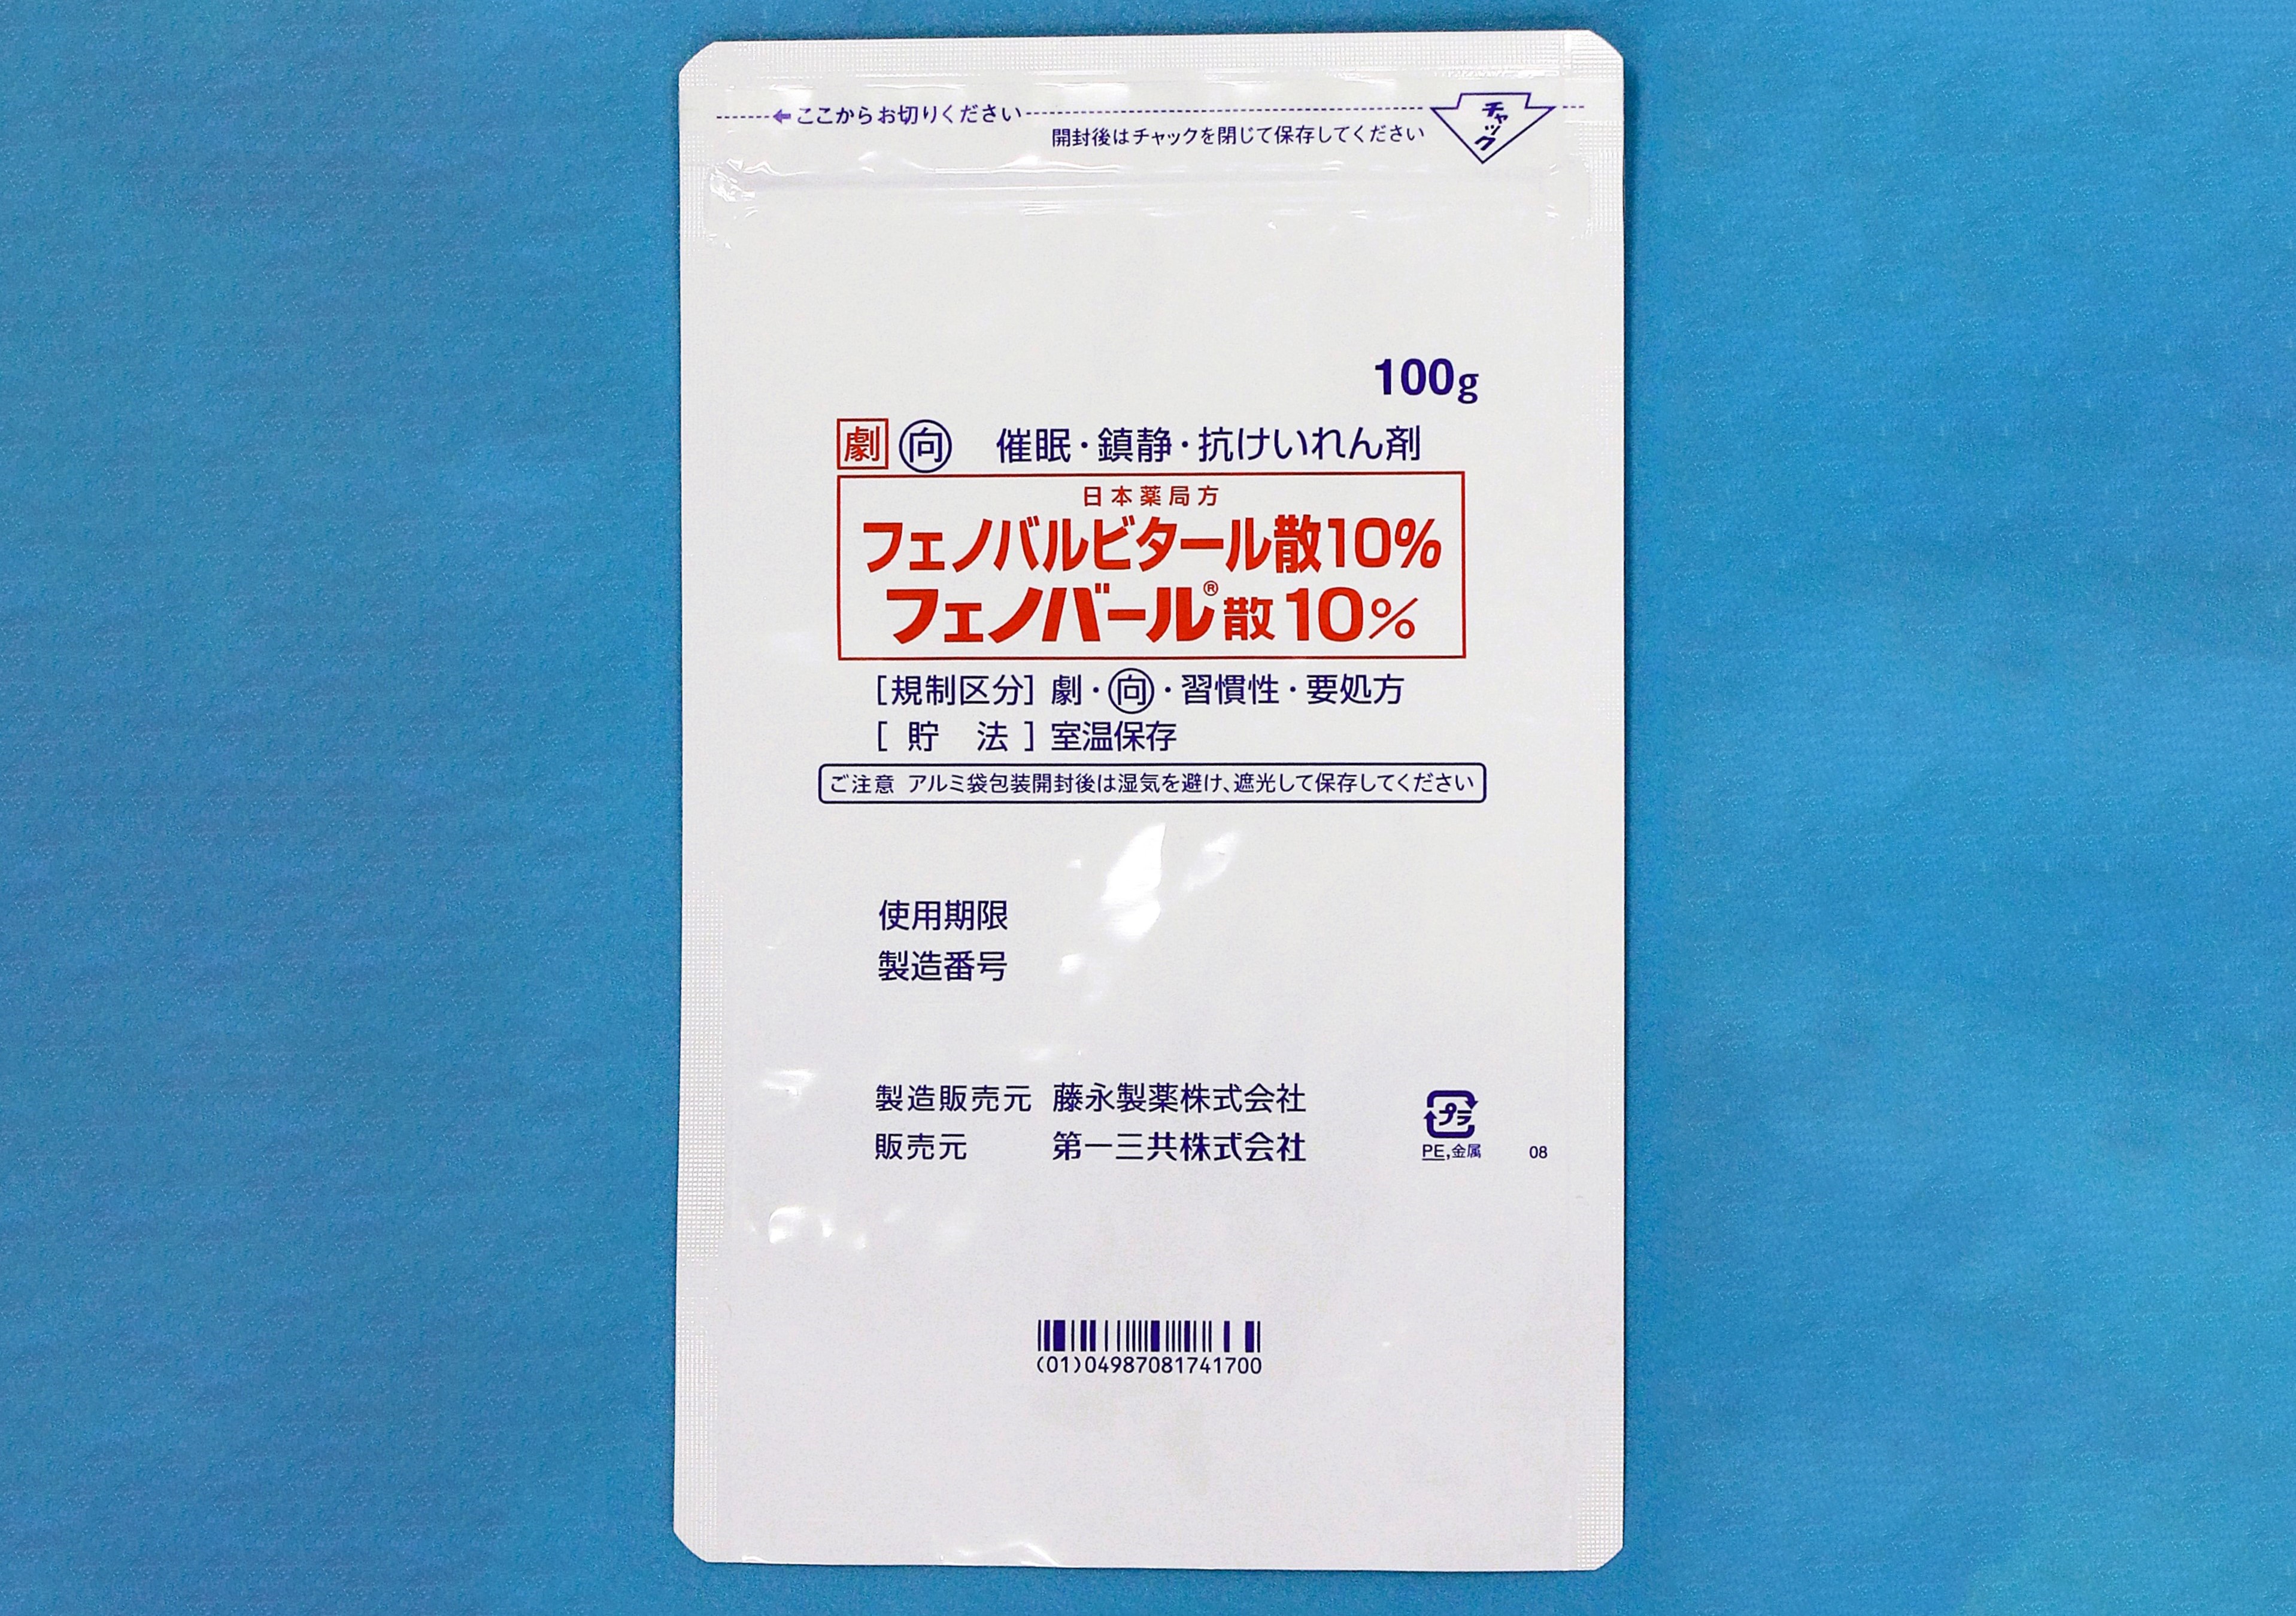 ここからお切りください
開封後はチャックを閉じて保存してください
チャック
100g
劇 向 催眠・鎮静・抗けいれん剤
日本薬局方
フェノバルビタール散10%
フェノバール®散10%
[規制区分] 劇・向・習慣性・要処方
[貯 法] 室温保存
ご注意 アルミ袋包装開封後は湿気を避け、遮光して保存してください
使用期限
製造番号
製造販売元 藤永製薬株式会社
販売元 第一三共株式会社
プラ
PE,金属
08
(01)04987081741700